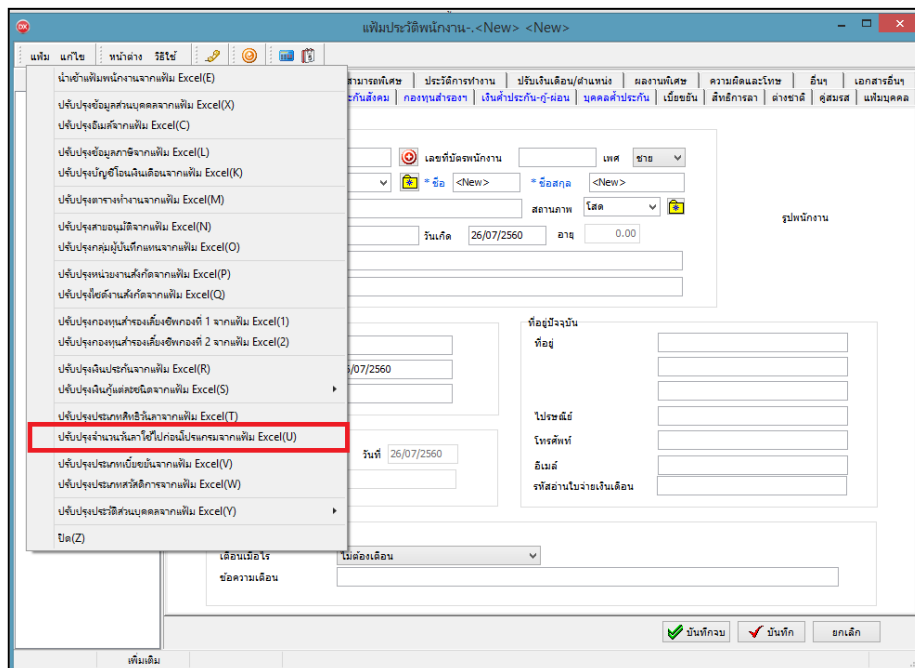 แฟ้มประวัติพนักงาน-.<New> <New>
แฟ้ม แก้ไข หน้าต่าง วิธีใช้
นำเข้าแฟ้มพนักงานจากแฟ้ม Excel(E)
ปรับปรุงข้อมูลส่วนบุคคลจากแฟ้ม Excel(X)
ปรับปรุงอีเมล์จากแฟ้ม Excel(C)
ปรับปรุงข้อมูลภาษีจากแฟ้ม Excel(L)
ปรับปรุงบัญชีโอนเงินเดือนจากแฟ้ม Excel(K)
ปรับปรุงตารางทำงานจากแฟ้ม Excel(M)
ปรับปรุงสายอนุมัติจากแฟ้ม Excel(N)
ปรับปรุงกลุ่มผู้บันทึกแทนจากแฟ้ม Excel(O)
ปรับปรุงหน่วยงานสังกัดจากแฟ้ม Excel(P)
ปรับปรุงไซต์งานสังกัดจากแฟ้ม Excel(Q)
ปรับปรุงกองทุนสำรองเลี้ยงชีพกองที่ 1 จากแฟ้ม Excel(1)
ปรับปรุงกองทุนสำรองเลี้ยงชีพกองที่ 2 จากแฟ้ม Excel(2)
ปรับปรุงเงินประกันจากแฟ้ม Excel(R)
ปรับปรุงเงินกู้แต่ละชนิดจากแฟ้ม Excel(S)
ปรับปรุงประเภทสิทธิวันลาจากแฟ้ม Excel(T)
ปรับปรุงจำนวนวันลาใช้ไปก่อนโปรแกรมจากแฟ้ม Excel(U)
ปรับปรุงประเภทเบี้ยขยันจากแฟ้ม Excel(V)
ปรับปรุงประเภทสวัสดิการจากแฟ้ม Excel(W)
ปรับปรุงประวัติส่วนบุคคลจากแฟ้ม Excel(Y)
ปิด(Z)
สามารถพิเศษ ประวัติการทำงาน ปรับเงินเดือน/ตำแหน่ง ผลงานพิเศษ ความผิดและโทษ อื่นๆ เอกสารอื่นๆ
ะกันสังคม กองทุนสำรองฯ เงินค้ำประกัน-กู้-ผ่อน บุคคลค้ำประกัน เบี้ยขยัน สิทธิการลา ต่างชาติ คู่สมรส แฟ้มบุคคล
เลขที่บัตรพนักงาน เพศ ชาย
* ชื่อ <New> * ชื่อสกุล <New>
สถานภาพ โสด
รูปพนักงาน
วันเกิด 26/07/2560 อายุ 0.00
ที่อยู่ปัจจุบัน
ที่อยู่
/07/2560
ไปรษณีย์
โทรศัพท์
วันที่ 26/07/2560
อีเมล์
รหัสอ่านใบจ่ายเงินเดือน
เตือนเมื่อไร ไม่ต้องเตือน
ข้อความเตือน
บันทึกจบ บันทึก ยกเลิก
เพิ่มเติม